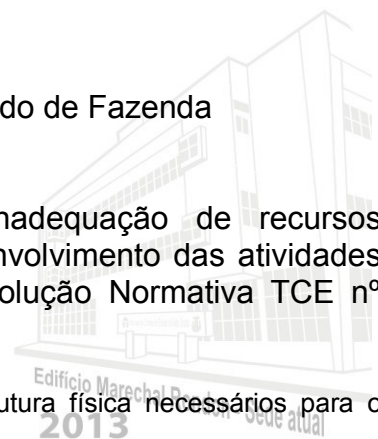 do de Fazenda
nadequação de recursos
nvolvimento das atividades
olução Normativa TCE nº
utura física necessários para o
Edifício Marechal Rondon - Sede atual
2013